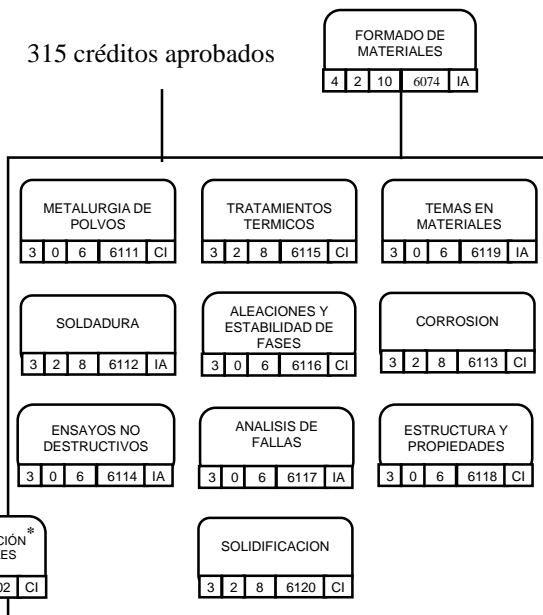 315 créditos aprobados
FORMADO DE
MATERIALES
4 2 10 6074 IA
METALURGIA DE
POLVOS
3 0 6 6111 CI
TRATAMIENTOS
TERMICOS
3 2 8 6115 CI
TEMAS EN
MATERIALES
3 0 6 6119 IA
SOLDADURA
3 2 8 6112 IA
ALEACIONES Y
ESTABILIDAD DE
FASES
3 0 6 6116 CI
CORROSION
3 2 8 6113 CI
ENSAYOS NO
DESTRUCTIVOS
3 0 6 6114 IA
ANALISIS DE
FALLAS
3 0 6 6117 IA
ESTRUCTURA Y
PROPIEDADES
3 0 6 6118 CI
CIÓN*
LES
02 CI
SOLIDIFICACION
3 2 8 6120 CI